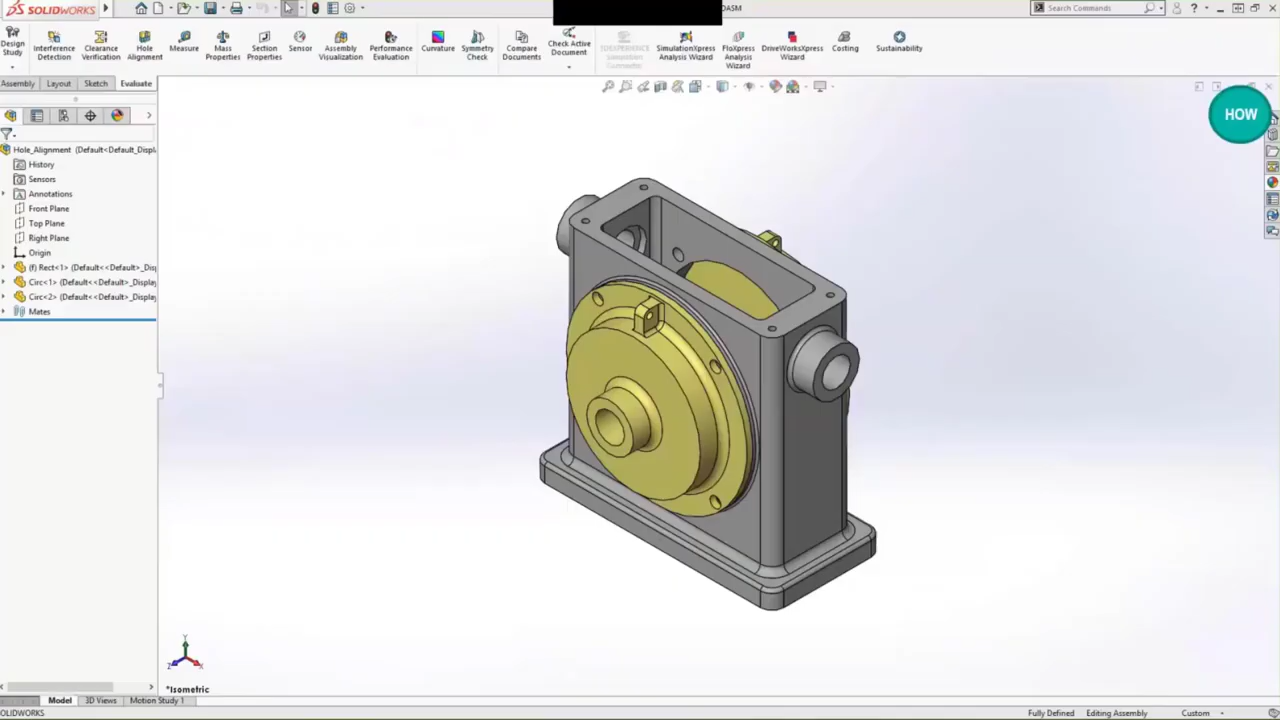 SOLIDWORKS
Search Commands
Design Study
Interference Detection
Clearance Verification
Hole Alignment
Measure
Mass Properties
Section Properties
Sensor
Assembly Visualization
Performance Evaluation
Curvature
Symmetry Check
Compare Documents
Check Active Document
SimulationXpress Analysis Wizard
FloXpress Analysis Wizard
DriveWorksXpress Wizard
Costing
Sustainability
Assembly
Layout
Sketch
Evaluate
HOW
Hole_Alignment (Default<Default_Displ
History
Sensors
Annotations
Front Plane
Top Plane
Right Plane
Origin
(f) Rect<1> (Default<<Default>_Disp
Circ<1> (Default<<Default>_Display
Circ<2> (Default<<Default>_Display
Mates
Y
Z
X
*Isometric
Model
3D Views
Motion Study 1
OLIDWORKS
Fully Defined
Editing Assembly
Custom